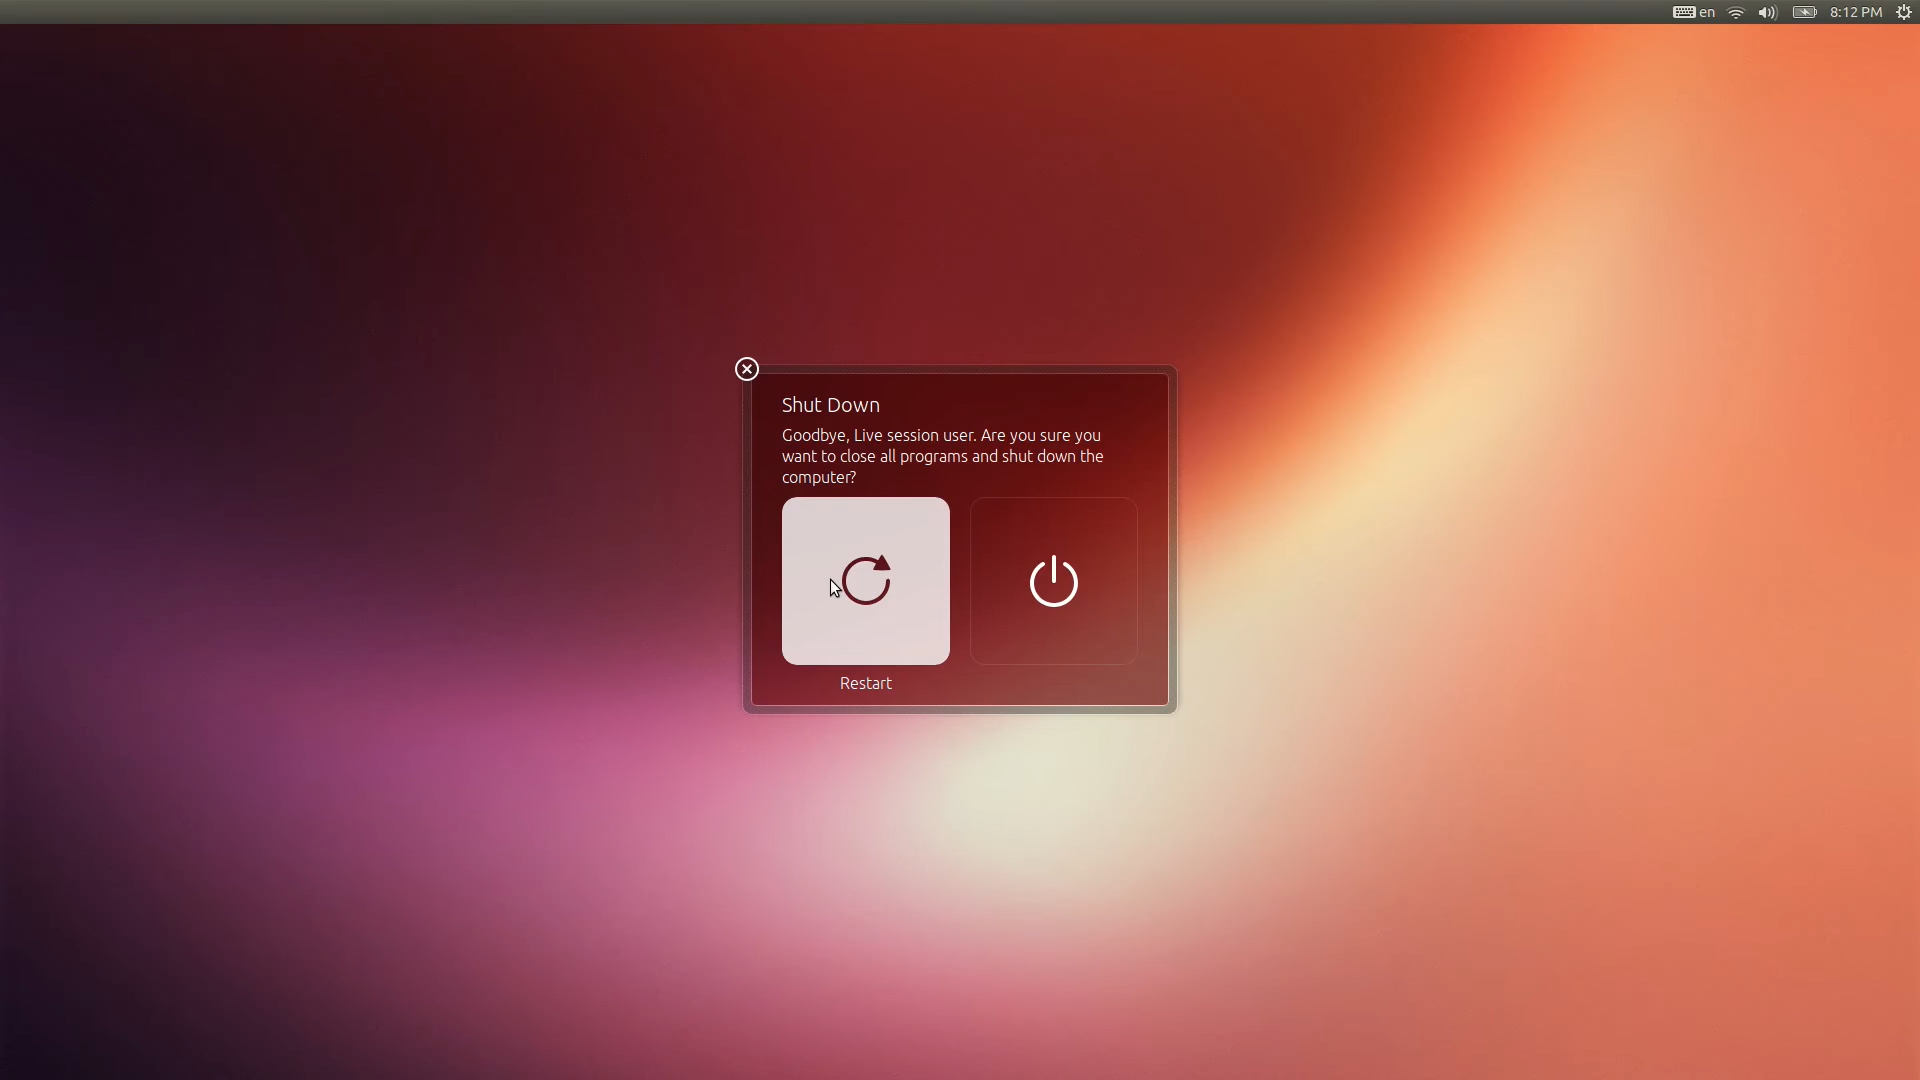 en
8:12 PM
Shut Down
Goodbye, Live session user. Are you sure you
want to close all programs and shut down the
computer?
Restart